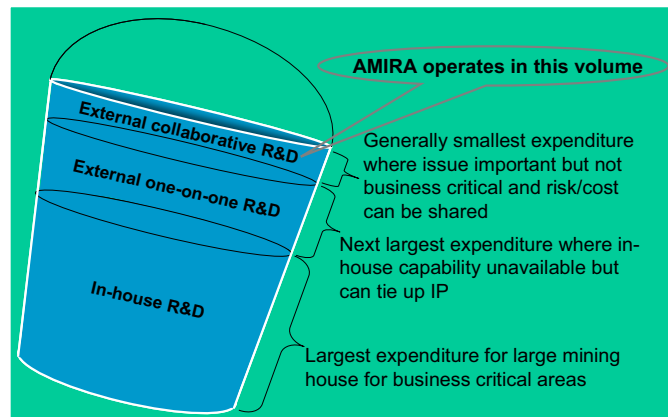 AMIRA operates in this volume
External collaborative R&D
Generally smallest expenditure
where issue important but not
business critical and risk/cost
can be shared
External one-on-one R&D
Next largest expenditure where in-
house capability unavailable but
can tie up IP
In-house R&D
Largest expenditure for large mining
house for business critical areas